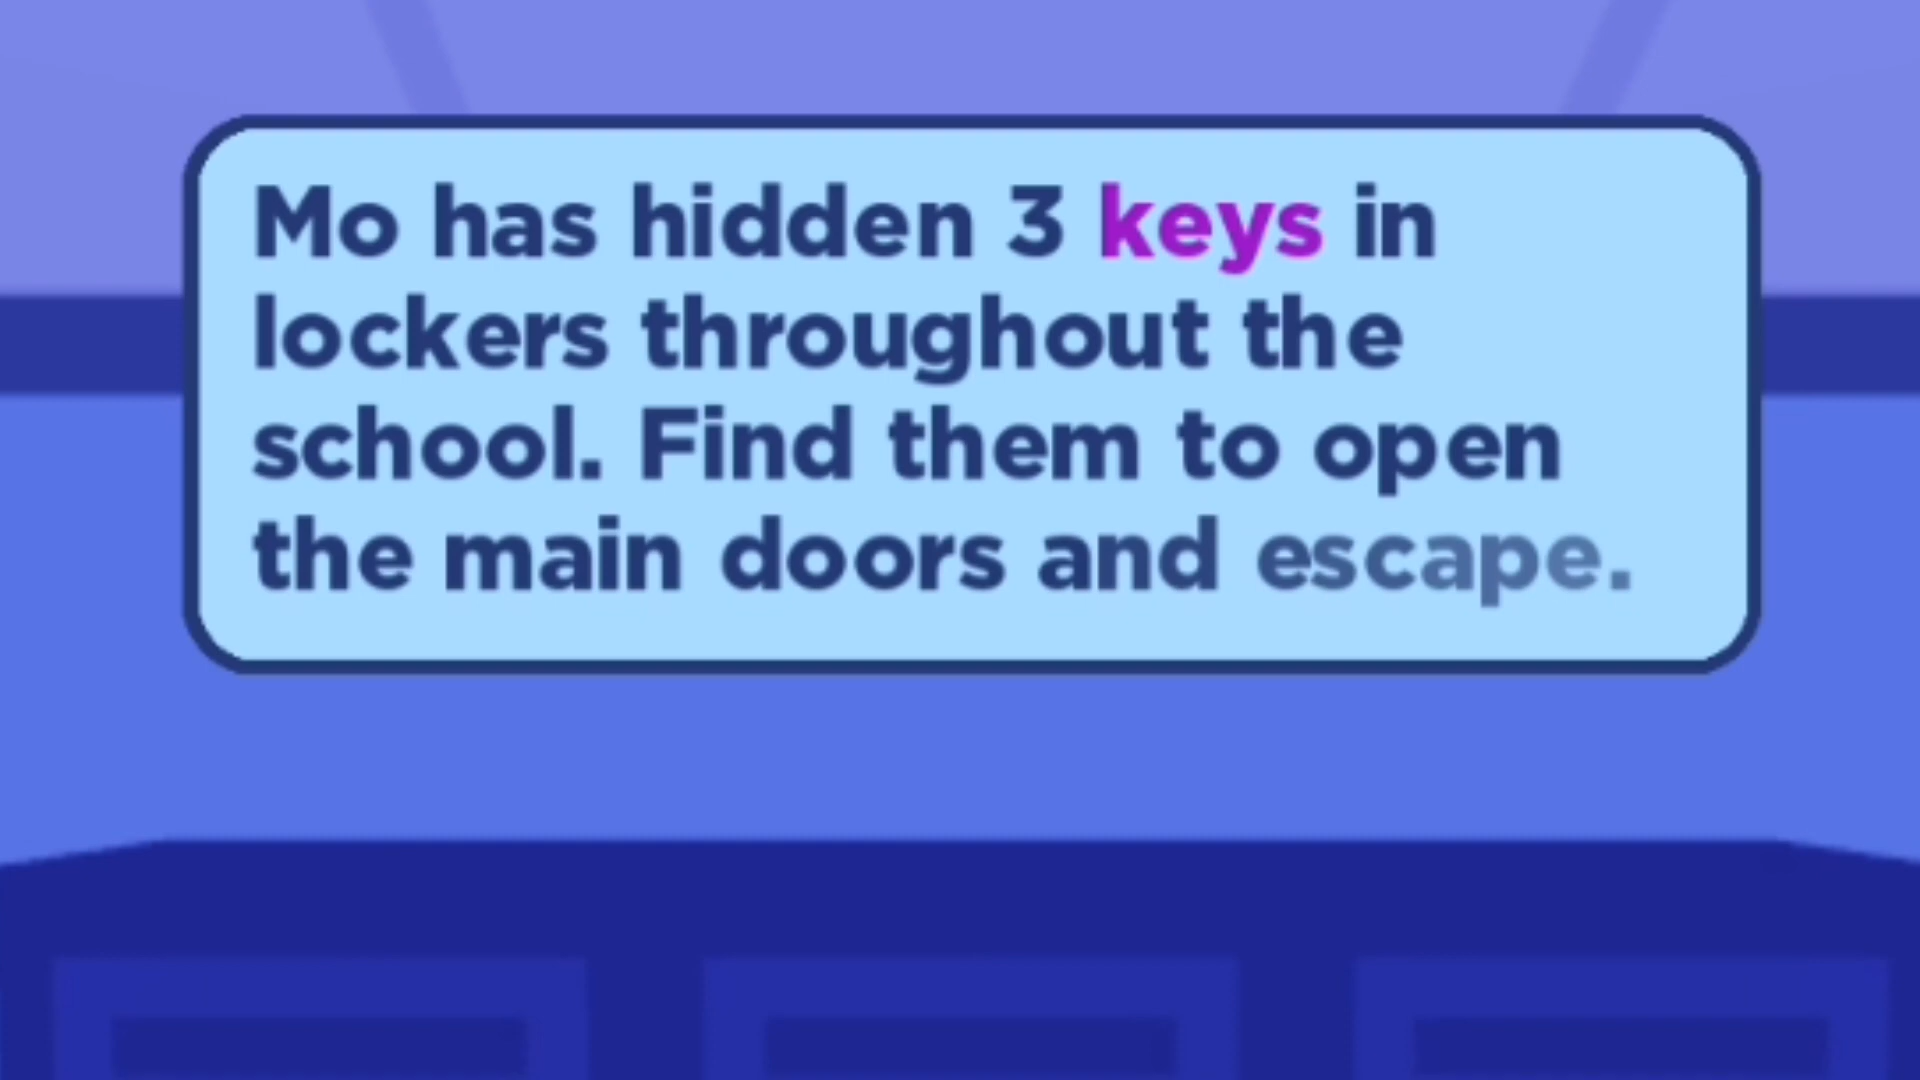 Mo has hidden 3 keys in
lockers throughout the
school. Find them to open
the main doors and escape.